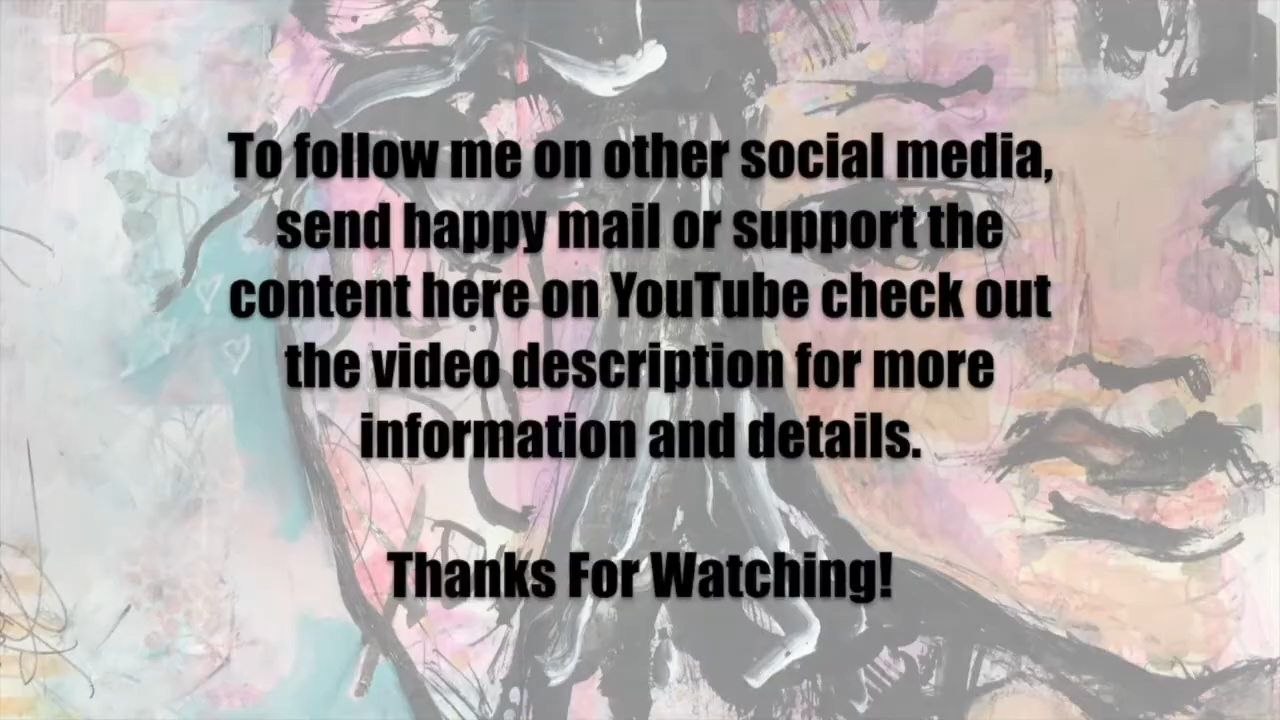 To follow me on other social media,
send happy mail or support the
content here on YouTube check out
the video description for more
information and details.
Thanks For Watching!